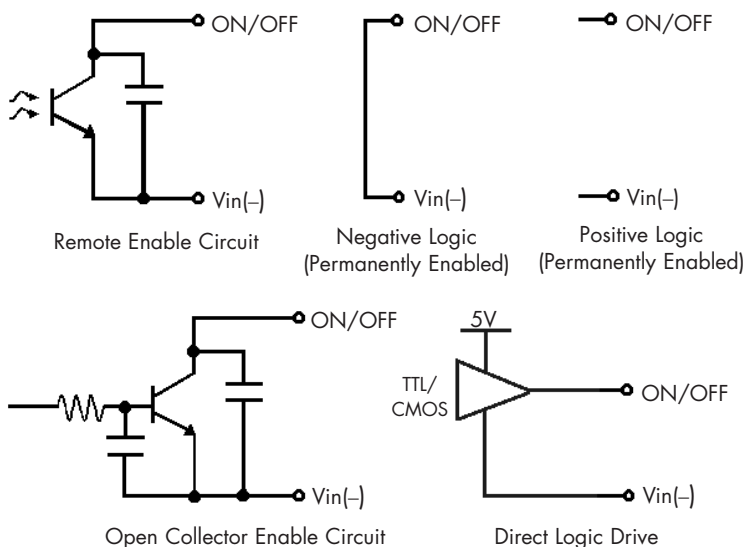 ON/OFF
Vin(–)
Remote Enable Circuit
ON/OFF
Vin(–)
Negative Logic
(Permanently Enabled)
ON/OFF
Vin(–)
Positive Logic
(Permanently Enabled)
ON/OFF
Vin(–)
Open Collector Enable Circuit
5V
TTL/
CMOS
ON/OFF
Vin(–)
Direct Logic Drive